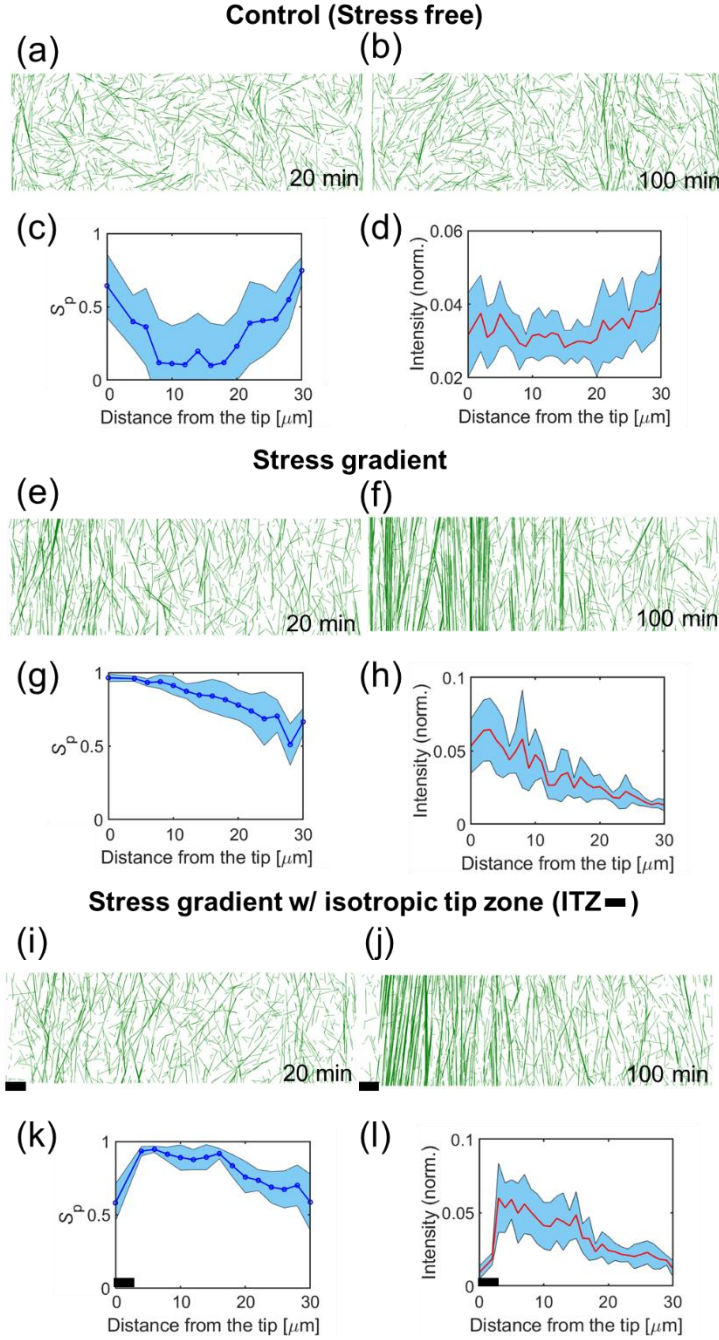 Control (Stress free)
(a)
(b)
20 min
100 min
(c)
(d)
1
0.5
0
Sp
0
10
20
30
Distance from the tip [μm]
0.06
0.04
0.02
Intensity (norm.)
0
10
20
30
Distance from the tip [μm]
Stress gradient
(e)
(f)
20 min
100 min
(g)
(h)
1
0.5
0
Sp
0
10
20
30
Distance from the tip [μm]
0.1
0.05
0
Intensity (norm.)
0
10
20
30
Distance from the tip [μm]
Stress gradient w/ isotropic tip zone (ITZ )
(i)
(j)
20 min
100 min
(k)
(l)
1
0.5
0
Sp
0
10
20
30
Distance from the tip [μm]
0.1
0.05
0
Intensity (norm.)
0
10
20
30
Distance from the tip [μm]